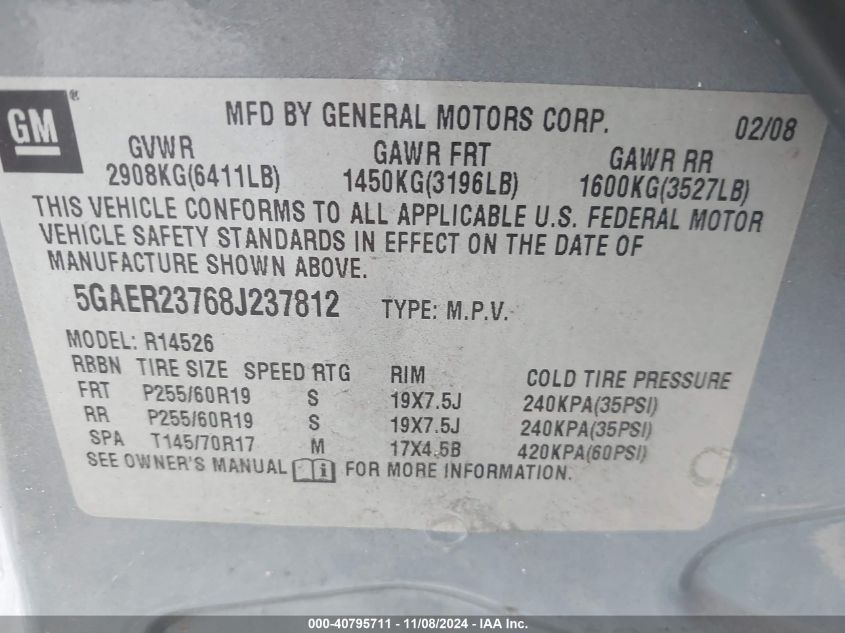 GM®
MFD BY GENERAL MOTORS CORP. 02/08
GVWR GAWR FRT GAWR RR
2908KG(6411LB) 1450KG(3196LB) 1600KG(3527LB)
THIS VEHICLE CONFORMS TO ALL APPLICABLE U.S. FEDERAL MOTOR
VEHICLE SAFETY STANDARDS IN EFFECT ON THE DATE OF
MANUFACTURE SHOWN ABOVE.
5GAER23768J237812 TYPE: M.P.V.
MODEL: R14526
RBBN TIRE SIZE SPEED RTG RIM COLD TIRE PRESSURE
FRT P255/60R19 S 19X7.5J 240KPA(35PSI)
RR P255/60R19 S 19X7.5J 240KPA(35PSI)
SPA T145/70R17 M 17X4.5B 420KPA(60PSI)
SEE OWNER'S MANUAL FOR MORE INFORMATION.
000-40795711 - 11/08/2024 - IAA Inc.